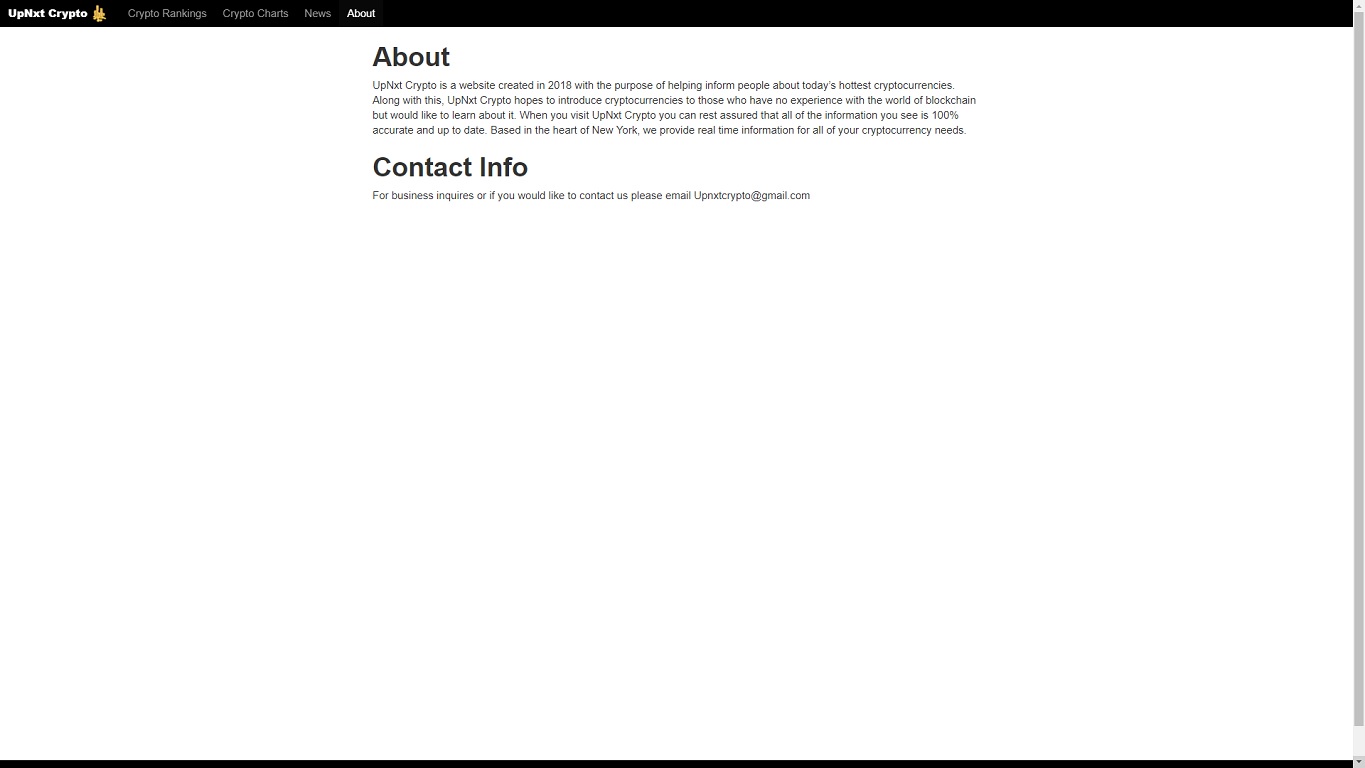 UpNxt Crypto Crypto Rankings Crypto Charts News About
About
UpNxt Crypto is a website created in 2018 with the purpose of helping inform people about today's hottest cryptocurrencies.
Along with this, UpNxt Crypto hopes to introduce cryptocurrencies to those who have no experience with the world of blockchain
but would like to learn about it. When you visit UpNxt Crypto you can rest assured that all of the information you see is 100%
accurate and up to date. Based in the heart of New York, we provide real time information for all of your cryptocurrency needs.
Contact Info
For business inquires or if you would like to contact us please email Upnxtcrypto@gmail.com